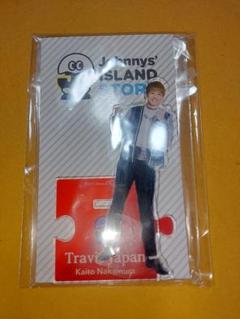 Johnnys'
ISLAND
STORE
Travis Japan
Kaito Nakamura